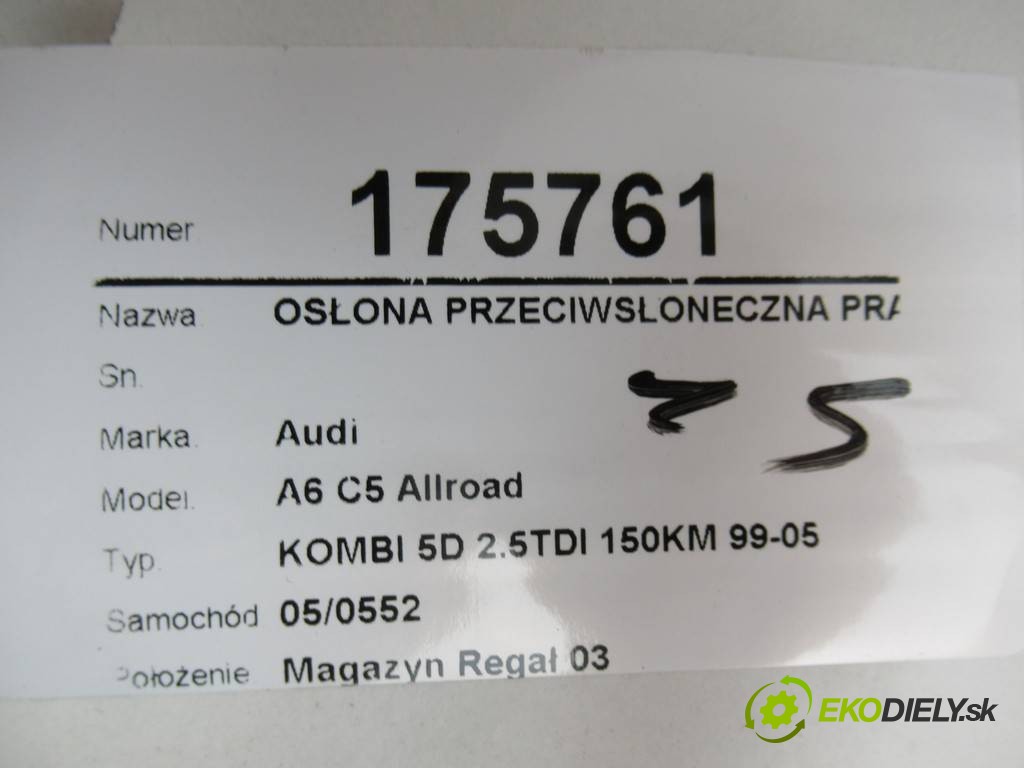 Numer 175761
Nazwa OSŁONA PRZECIWSŁONECZNA PRA
Sn.
Marka. Audi
Model. A6 C5 Allroad
Typ. KOMBI 5D 2.5TDI 150KM 99-05
Samochód 05/0552
Położenie Magazyn Regał 03
EKODIELY.sk